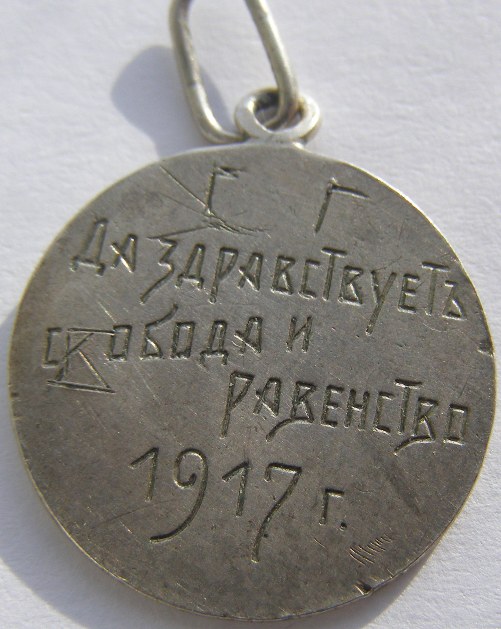 Г Г
Да здравствуетъ
свобода и
равенство
1917 г.